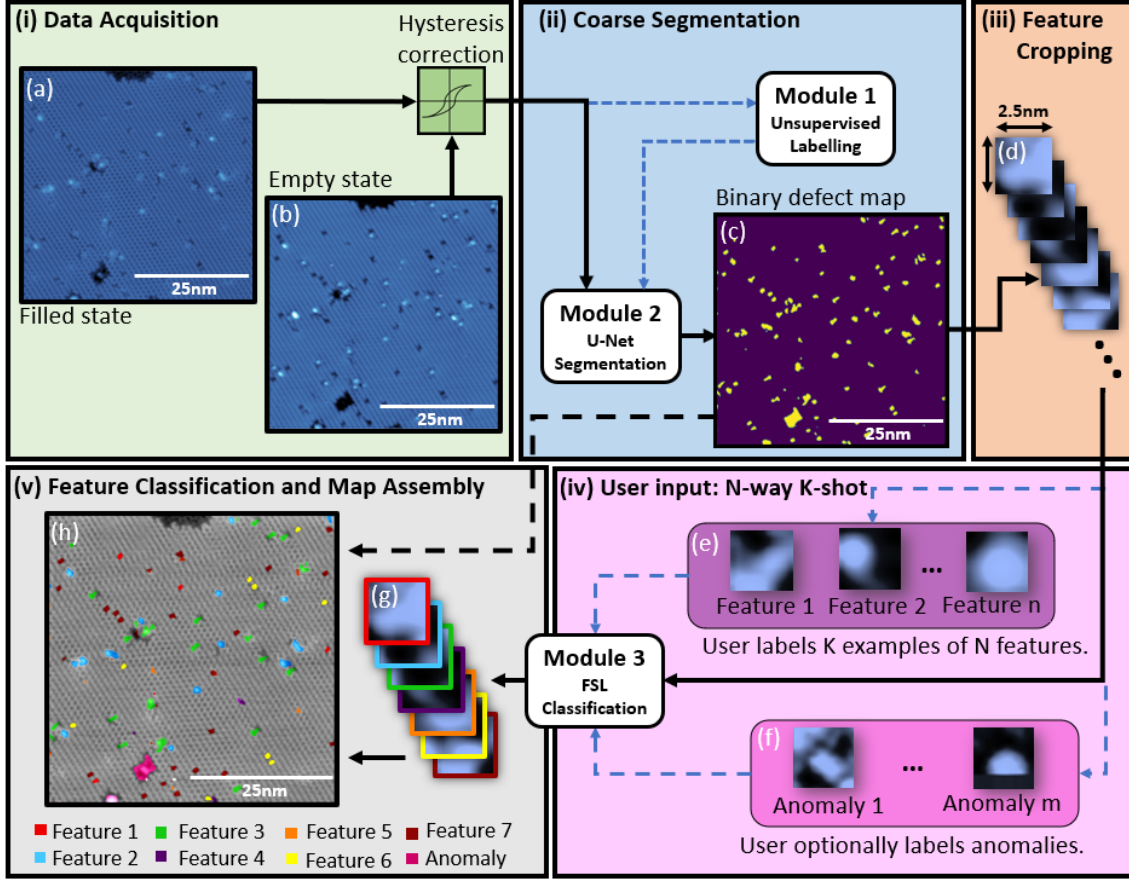 (i) Data Acquisition
Hysteresis
correction
(a)
25nm
Filled state
Empty state
(b)
25nm
(ii) Coarse Segmentation
Module 1
Unsupervised
Labelling
Binary defect map
(c)
25nm
Module 2
U-Net
Segmentation
(iii) Feature
Cropping
2.5nm
(d)
(iv) User input: N-way K-shot
(e)
Feature 1
Feature 2
...
Feature n
User labels K examples of N features.
Module 3
FSL
Classification
(f)
Anomaly 1
...
Anomaly m
User optionally labels anomalies.
(v) Feature Classification and Map Assembly
(h)
(g)
25nm
Feature 1
Feature 3
Feature 5
Feature 7
Feature 2
Feature 4
Feature 6
Anomaly